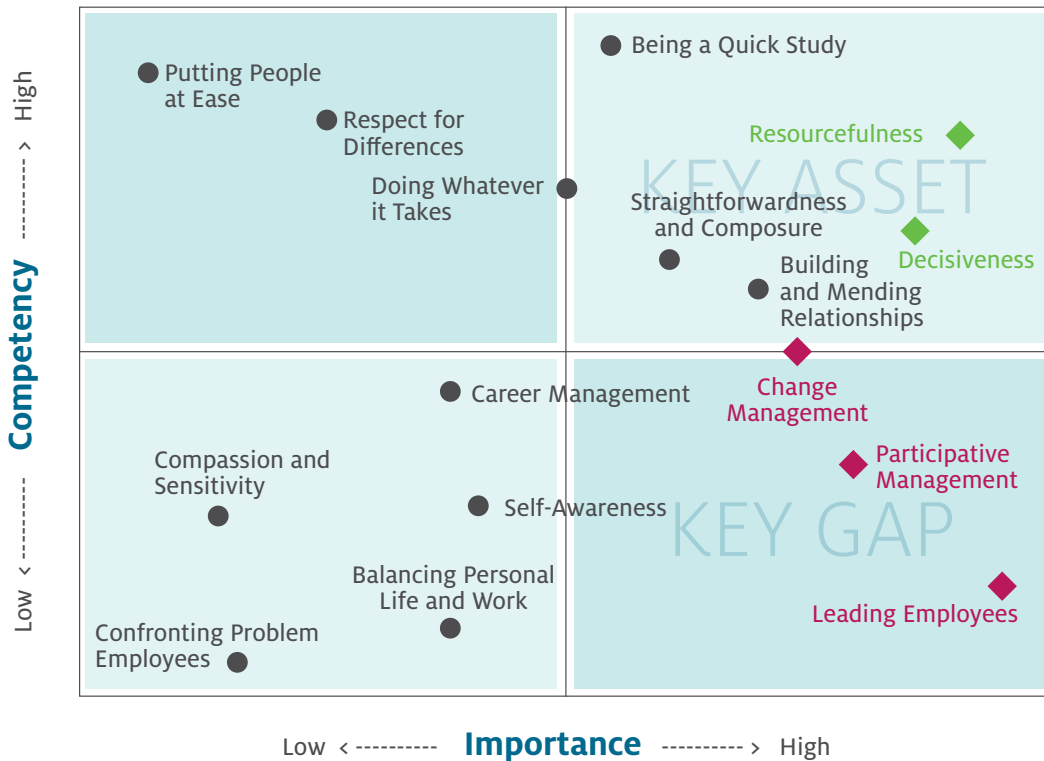 Being a Quick Study
Putting People
at Ease
Respect for
Differences
Resourcefulness
KEY ASSET
Doing Whatever
it Takes
Straightforwardness
and Composure
Decisiveness
Building
and Mending
Relationships
Career Management
Change
Management
Participative
Management
Compassion and
Sensitivity
Self-Awareness
KEY GAP
Balancing Personal
Life and Work
Leading Employees
Confronting Problem
Employees
Low <---------- Competency ----------> High
Low <---------- Importance ----------> High